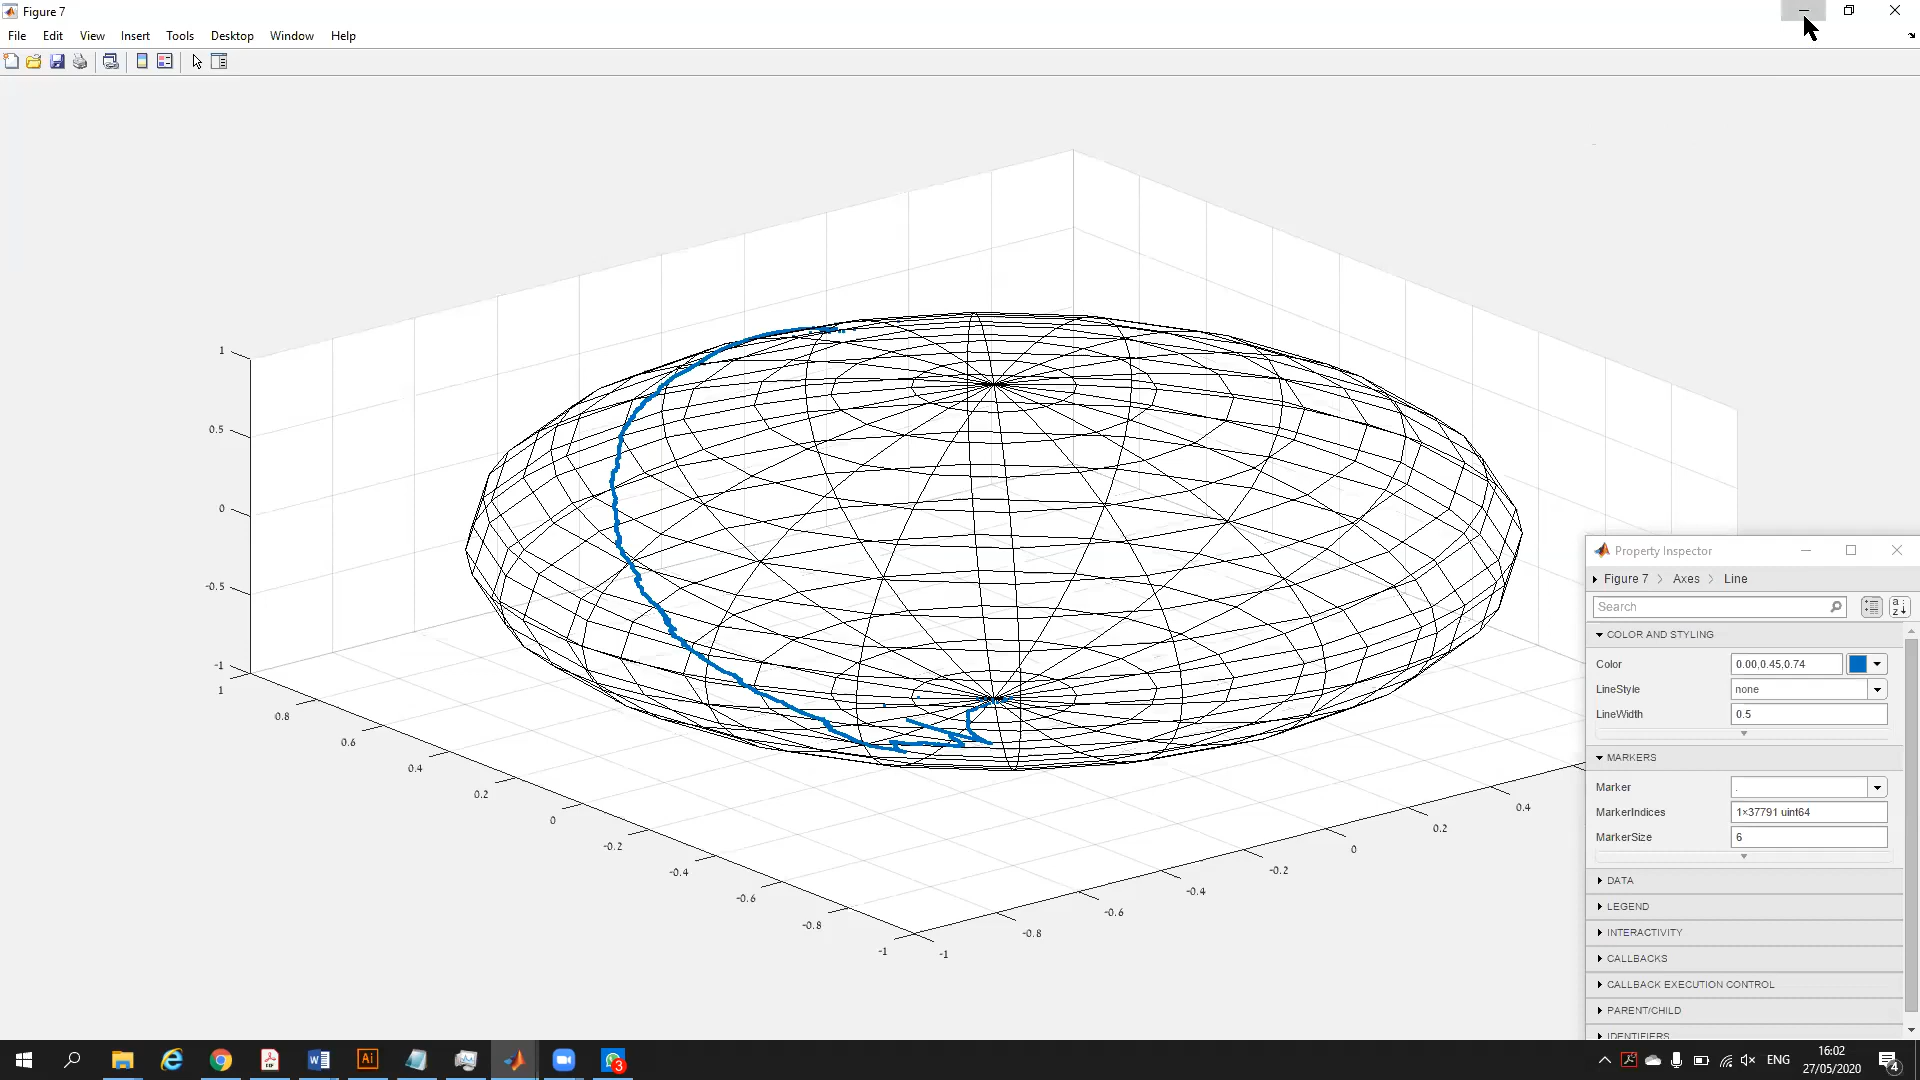 Figure 7
File Edit View Insert Tools Desktop Window Help
1
0.5
0
-0.5
-1
1
0.8
0.6
0.4
0.2
0
-0.2
-0.4
-0.6
-0.8
-1
-1
-0.8
-0.6
-0.4
-0.2
0
0.2
0.4
Property Inspector
Figure 7 > Axes > Line
Search
COLOR AND STYLING
Color 0.00,0.45,0.74
LineStyle none
LineWidth 0.5
MARKERS
Marker .
MarkerIndices 1×37791 uint64
MarkerSize 6
DATA
LEGEND
INTERACTIVITY
CALLBACKS
CALLBACK EXECUTION CONTROL
PARENT/CHILD
IDENTIFIERS
Ai
3
ENG
16:02
27/05/2020
4